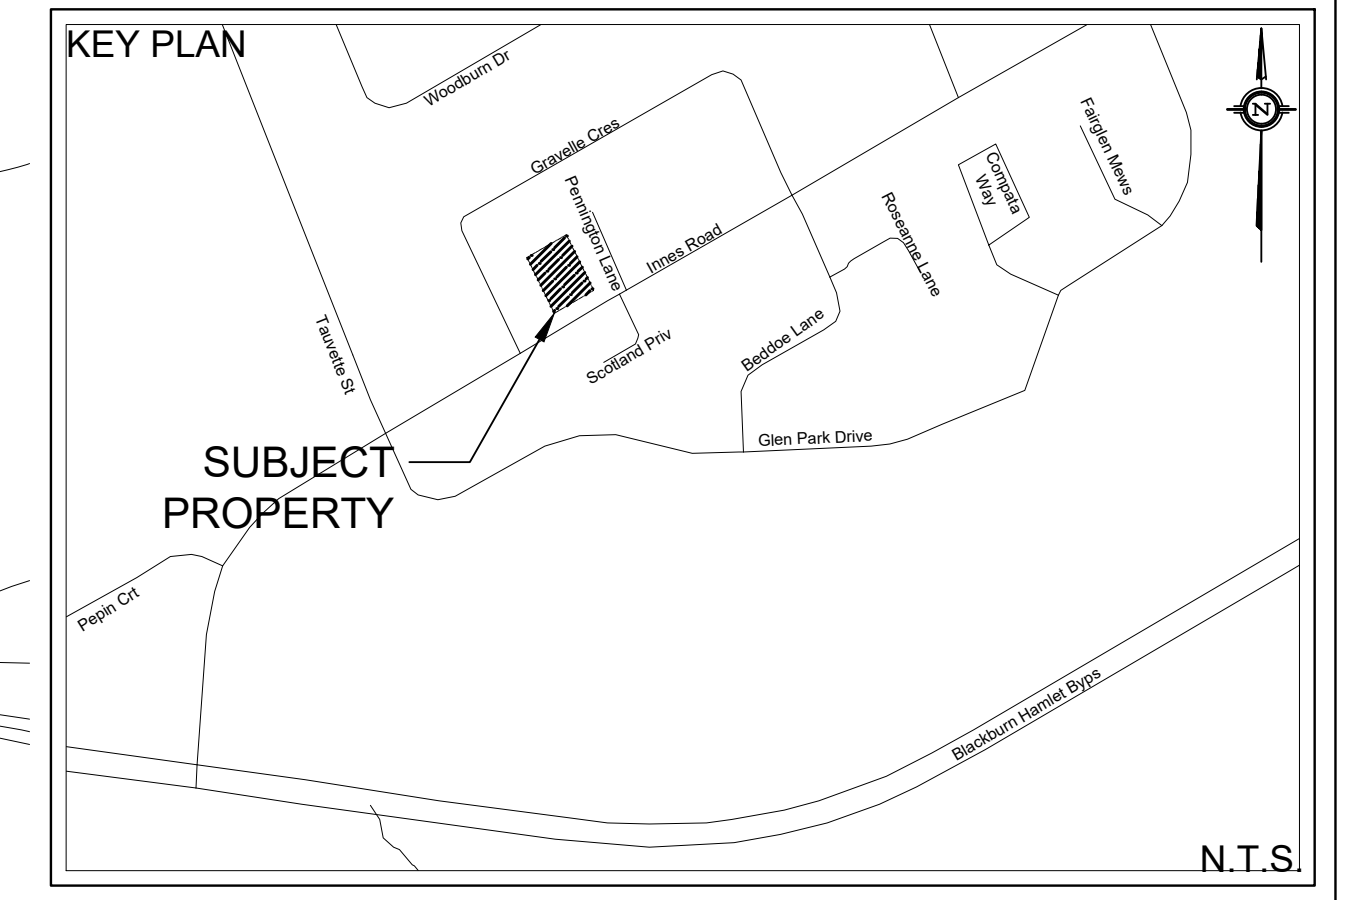 KEY PLAN
Woodburn Dr
Gravelle Cres
Pennington Lane
Innes Road
Fairglen Mews
Compata
Way
Roseanne Lane
N
Tauvette St
Scotland Priv
Beddoe Lane
Glen Park Drive
SUBJECT
PROPERTY
Pepin Crt
Blackburn Hamlet Byps
N.T.S.